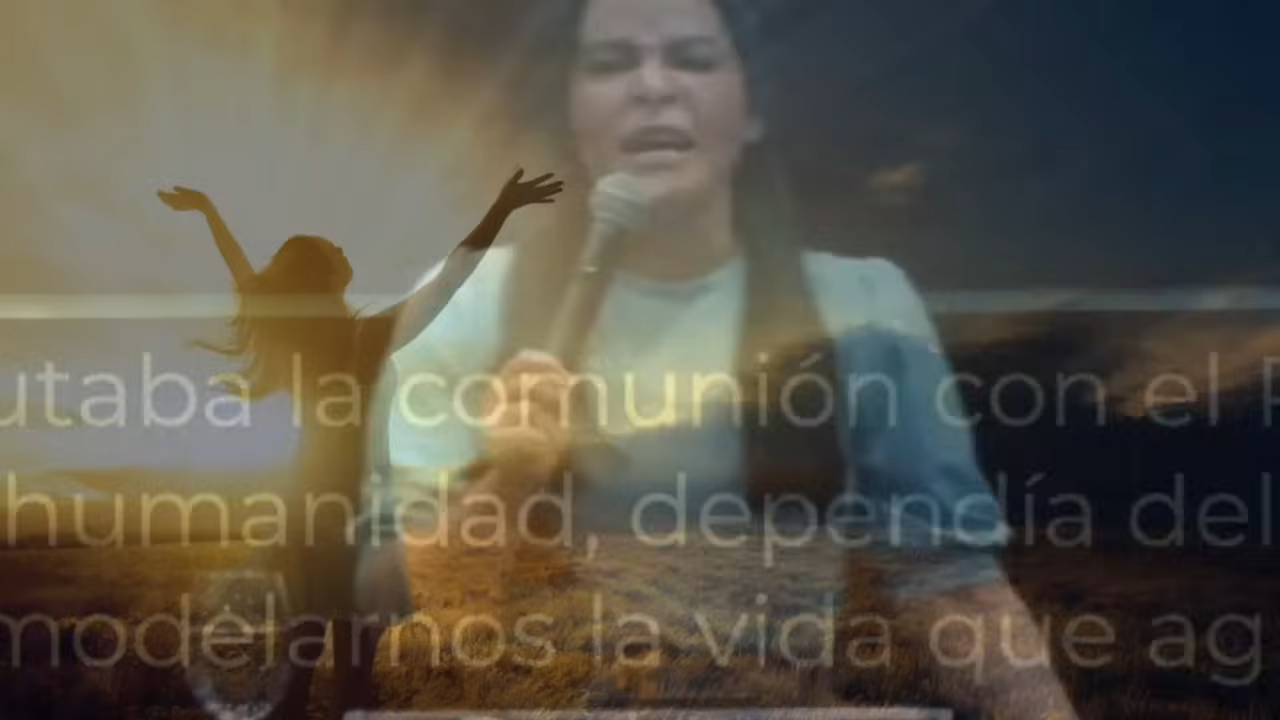 utaba la comunión con el
humanidad, dependía del
modelarnos la vida que ag